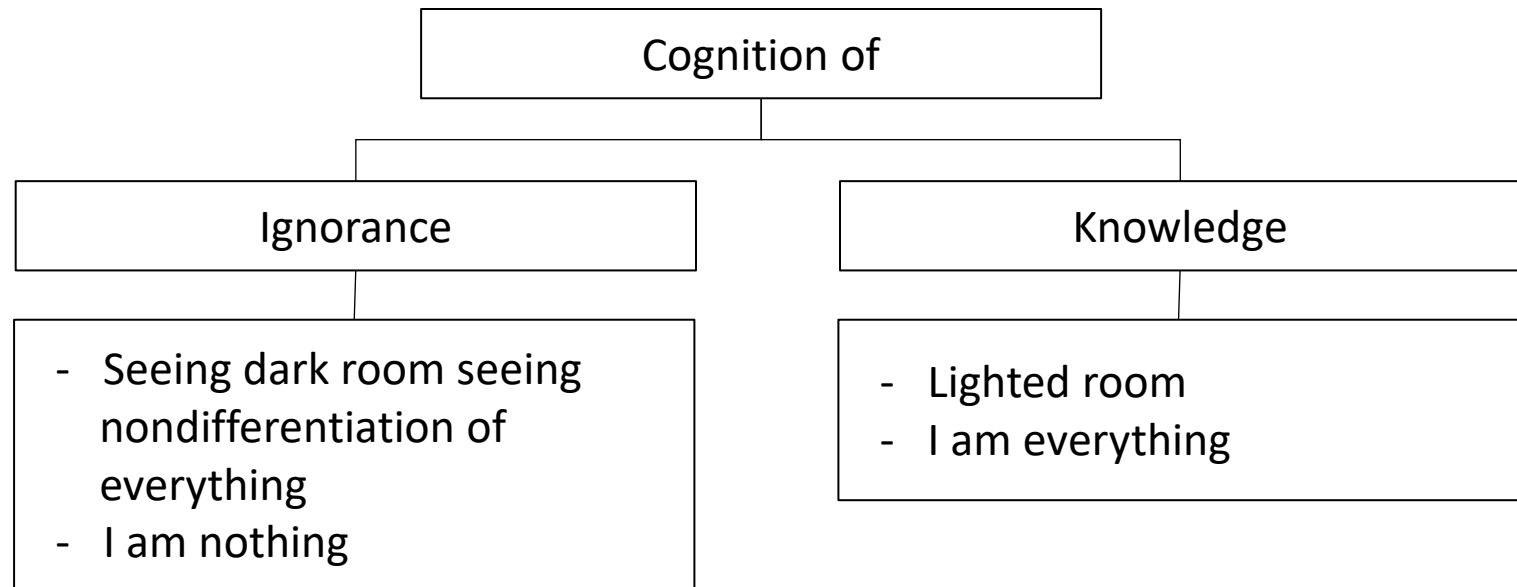 Cognition of
Ignorance
Knowledge
- Seeing dark room seeing
nondifferentiation of
everything
- I am nothing
- Lighted room
- I am everything